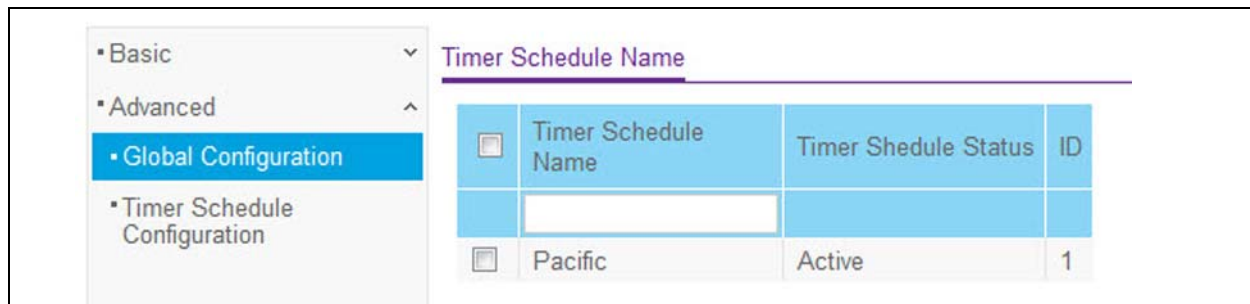 Basic
Advanced
Global Configuration
Timer Schedule
Configuration
Timer Schedule Name
Timer Schedule
Name
Timer Shedule Status
ID
Pacific
Active
1